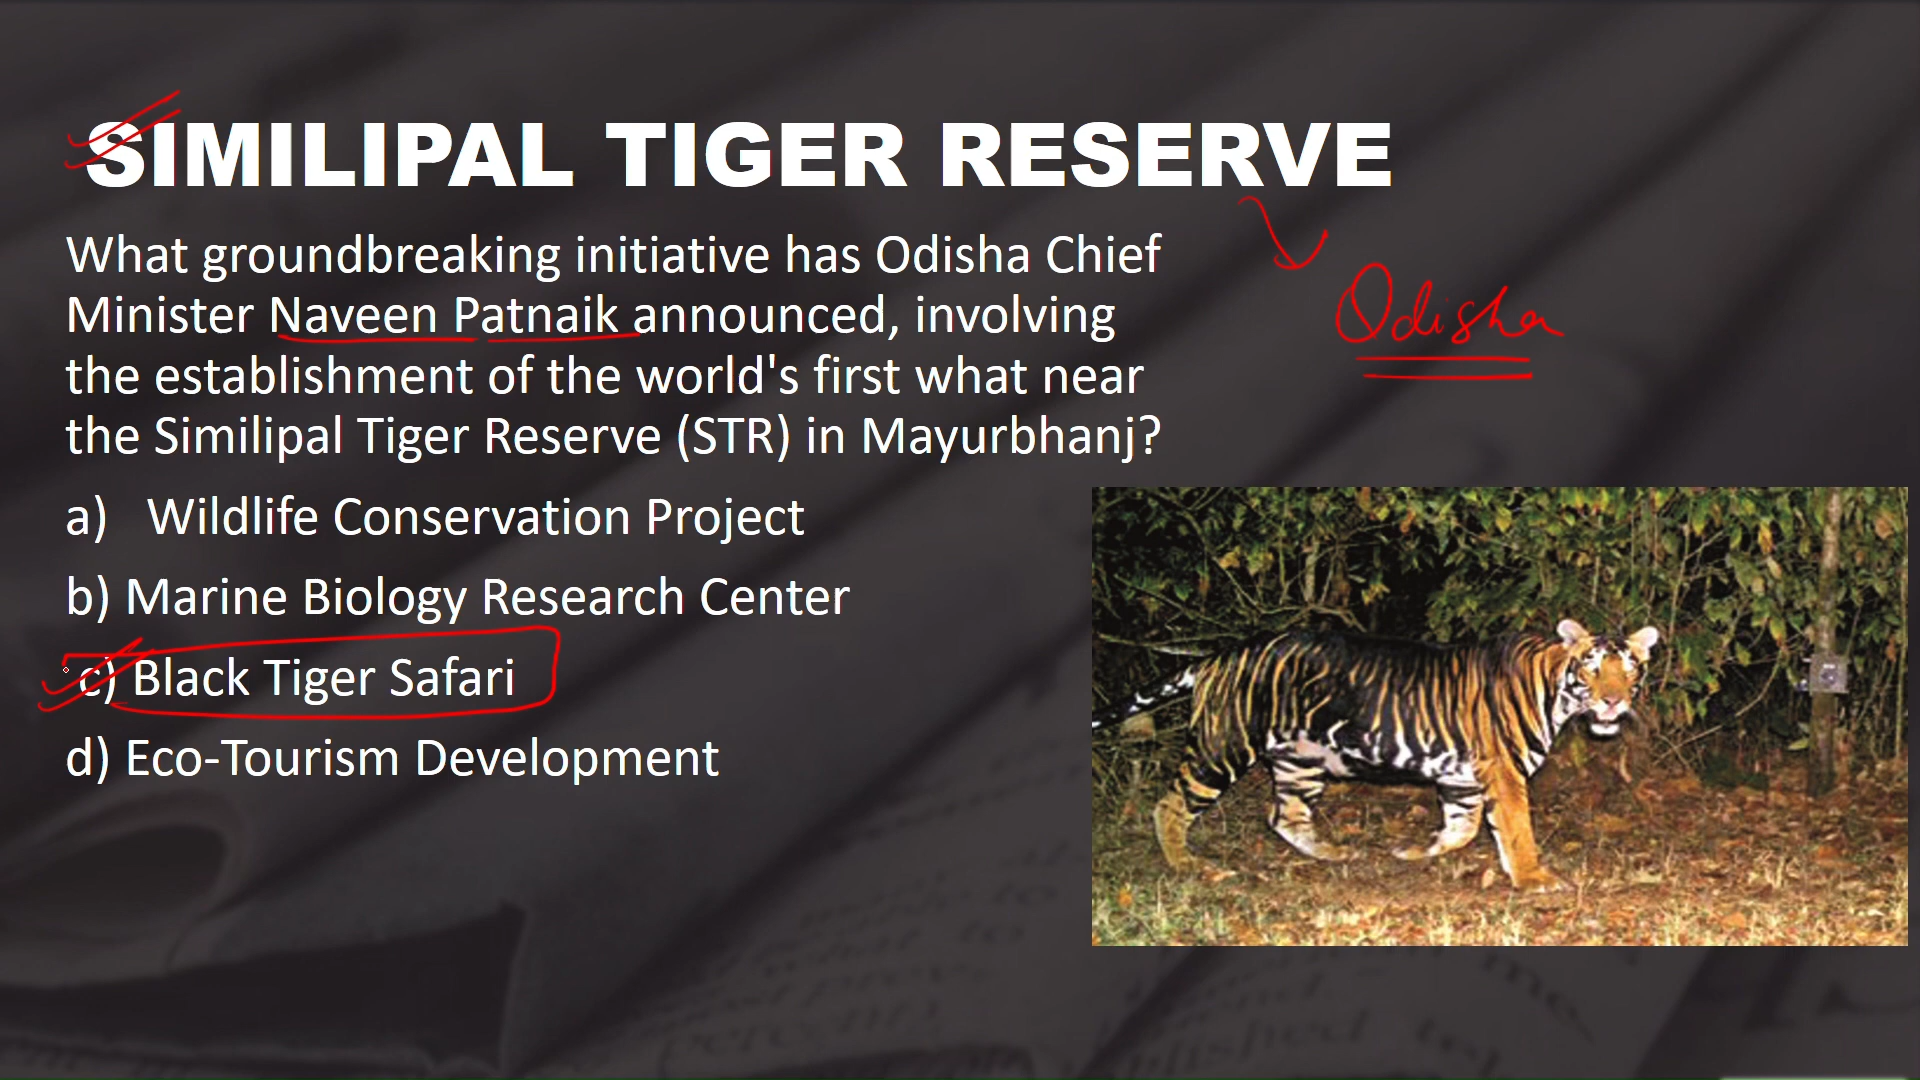 SIMILIPAL TIGER RESERVE
What groundbreaking initiative has Odisha Chief
Minister Naveen Patnaik announced, involving
the establishment of the world's first what near
the Similipal Tiger Reserve (STR) in Mayurbhanj?
Odisha
a) Wildlife Conservation Project
b) Marine Biology Research Center
c) Black Tiger Safari
d) Eco-Tourism Development